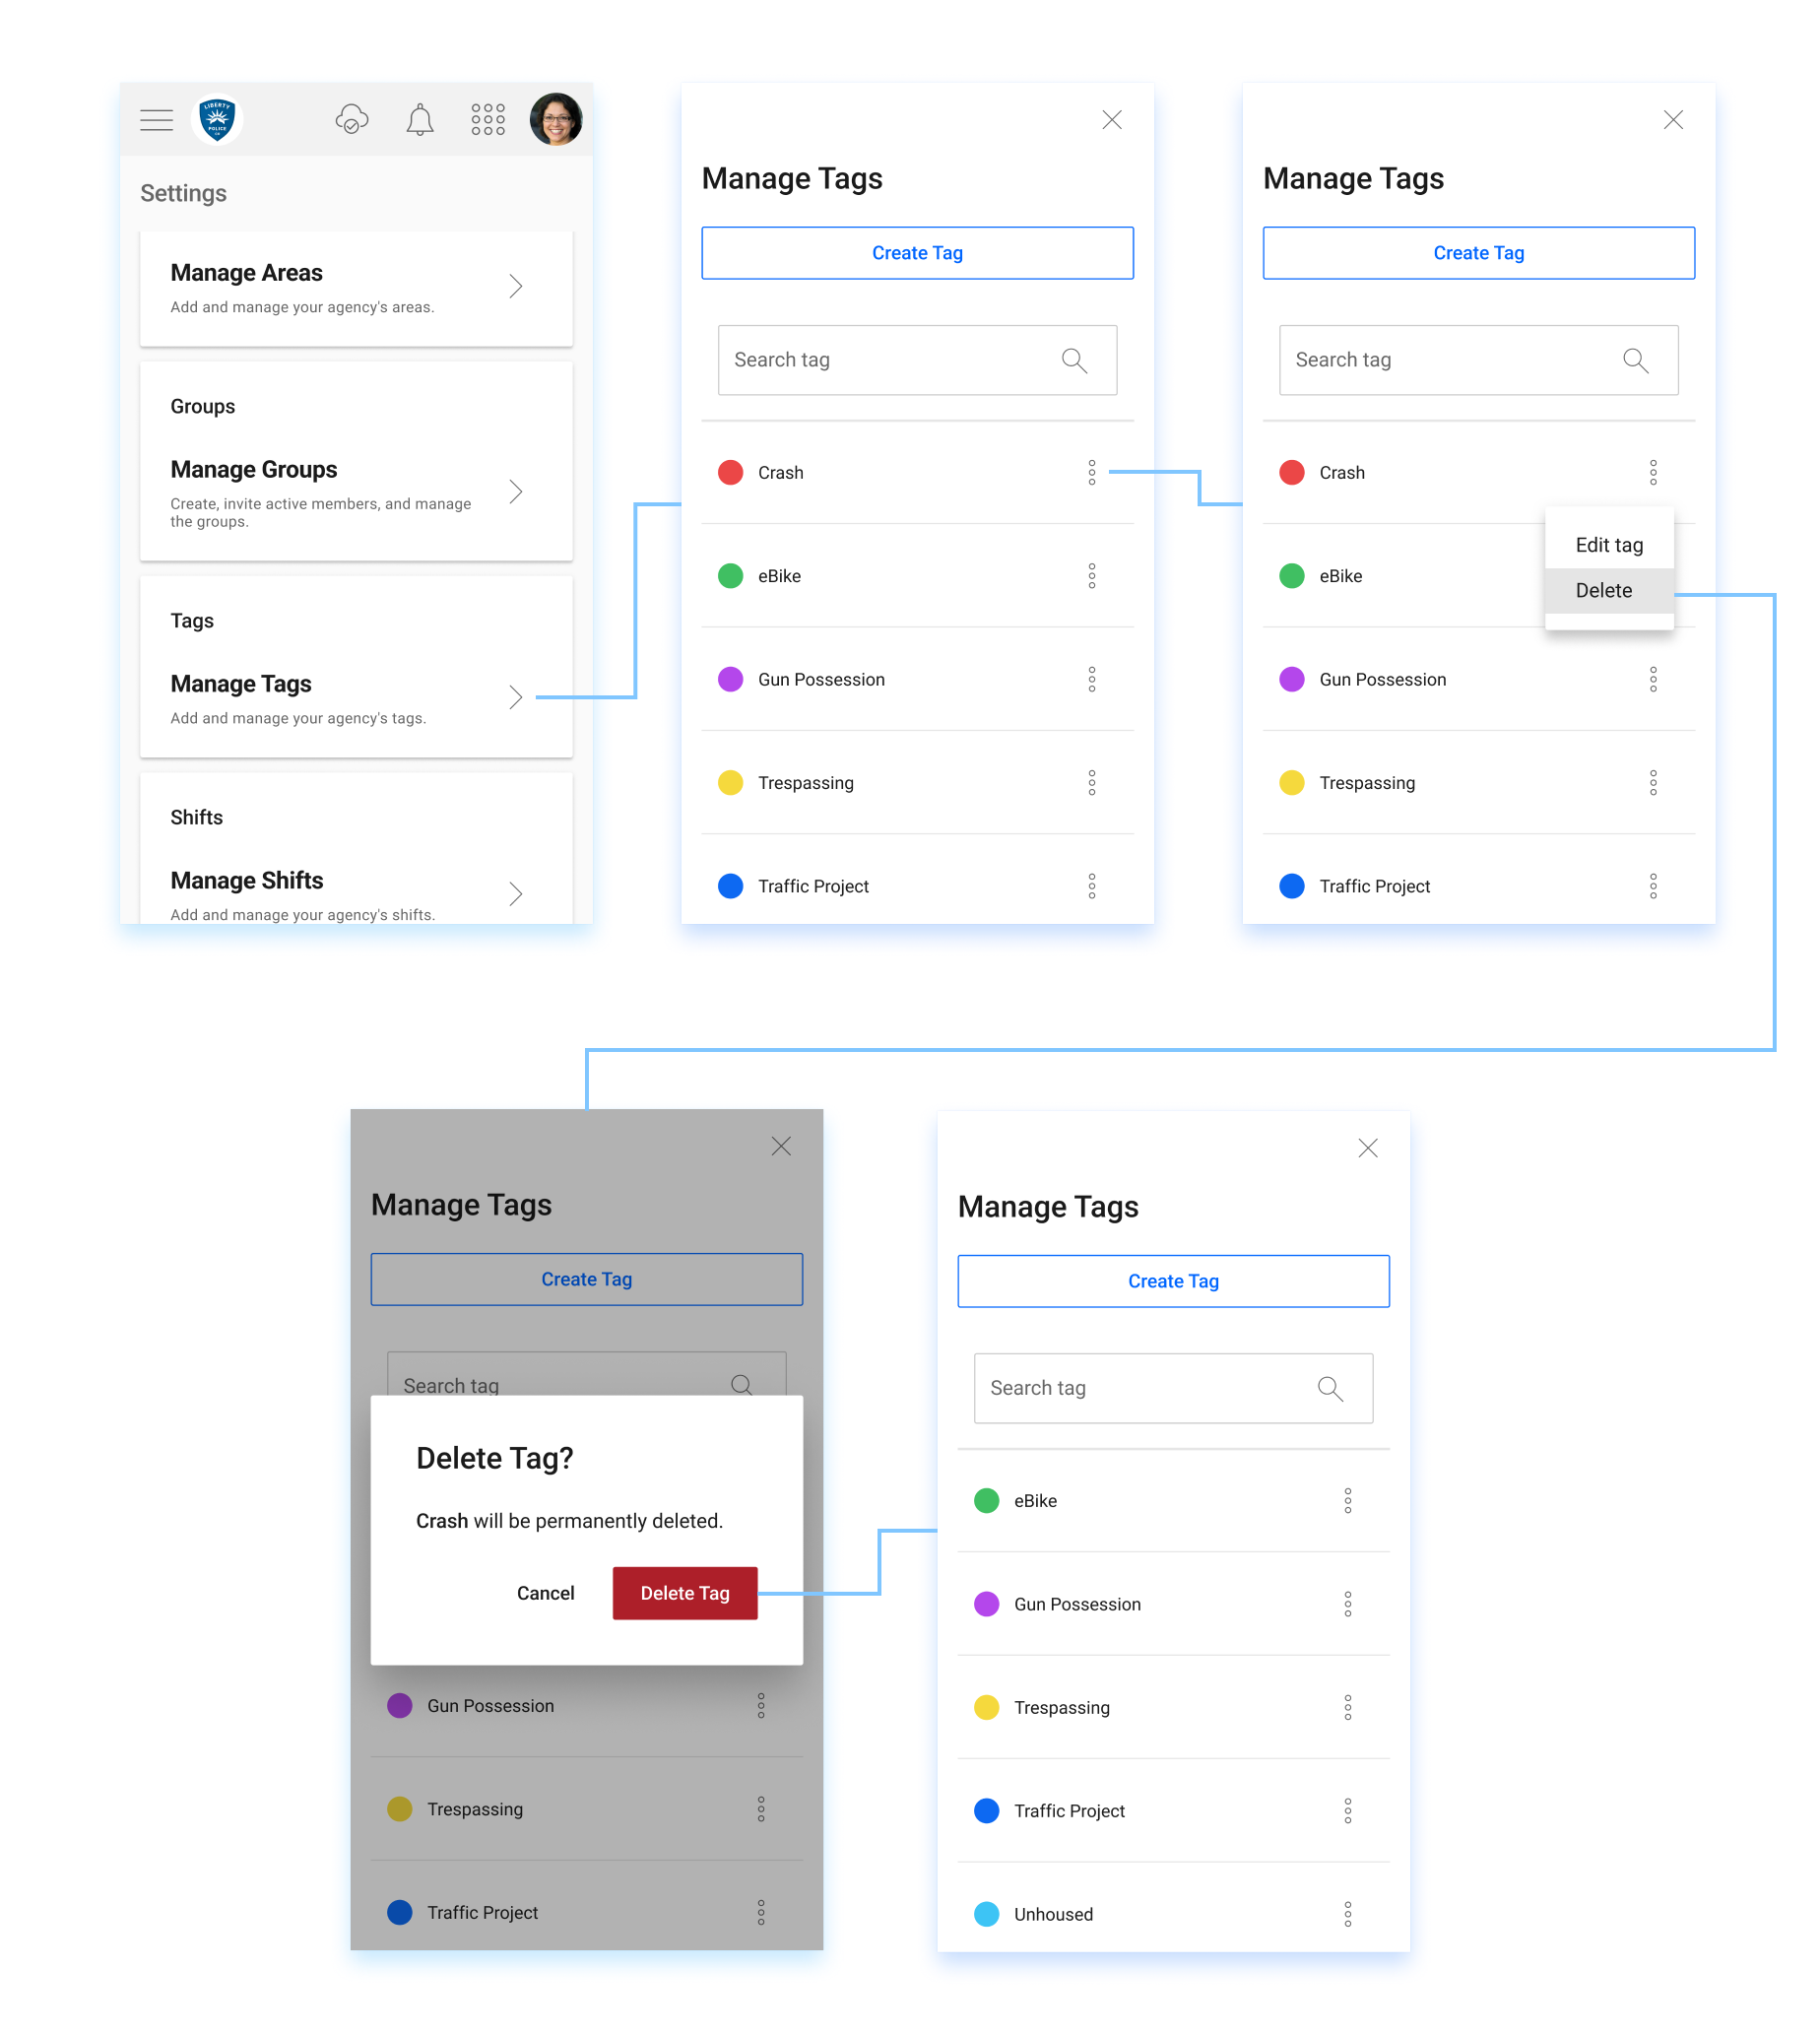 LIBERTY
POLICE
Settings
Manage Areas
Add and manage your agency's areas.
Groups
Manage Groups
Create, invite active members, and manage
the groups.
Tags
Manage Tags
Add and manage your agency's tags.
Shifts
Manage Shifts
Add and manage your agency's shifts.
Manage Tags
Create Tag
Search tag
Crash
eBike
Gun Possession
Trespassing
Traffic Project
Manage Tags
Create Tag
Search tag
Crash
Edit tag
eBike
Delete
Gun Possession
Trespassing
Traffic Project
Manage Tags
Create Tag
Search tag
Delete Tag?
Crash will be permanently deleted.
Cancel
Delete Tag
Gun Possession
Trespassing
Traffic Project
Manage Tags
Create Tag
Search tag
eBike
Gun Possession
Trespassing
Traffic Project
Unhoused